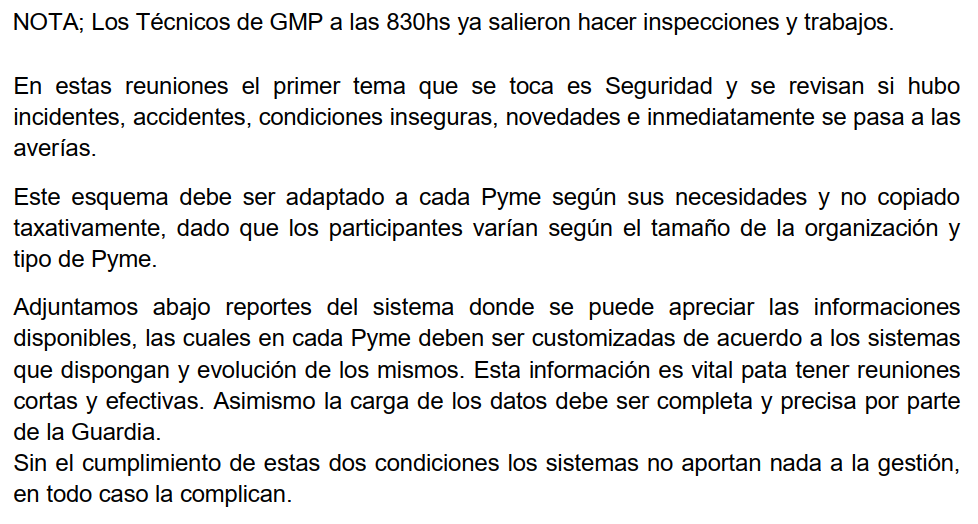 NOTA; Los Técnicos de GMP a las 830hs ya salieron hacer inspecciones y trabajos.
En estas reuniones el primer tema que se toca es Seguridad y se revisan si hubo
incidentes, accidentes, condiciones inseguras, novedades e inmediatamente se pasa a las
averías.
Este esquema debe ser adaptado a cada Pyme según sus necesidades y no copiado
taxativamente, dado que los participantes varían según el tamaño de la organización y
tipo de Pyme.
Adjuntamos abajo reportes del sistema donde se puede apreciar las informaciones
disponibles, las cuales en cada Pyme deben ser customizadas de acuerdo a los sistemas
que dispongan y evolución de los mismos. Esta información es vital pata tener reuniones
cortas y efectivas. Asimismo la carga de los datos debe ser completa y precisa por parte
de la Guardia.
Sin el cumplimiento de estas dos condiciones los sistemas no aportan nada a la gestión,
en todo caso la complican.